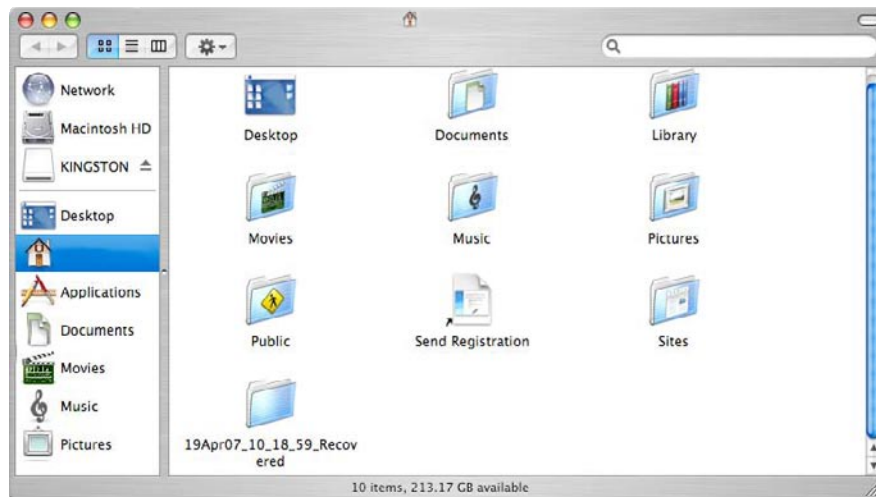 Network
Macintosh HD
KINGSTON
Desktop
Applications
Documents
Movies
Music
Pictures
Desktop
Documents
Library
Movies
Music
Pictures
Public
Send Registration
Sites
19Apr07_10_18_59_Recov
ered
10 items, 213.17 GB available